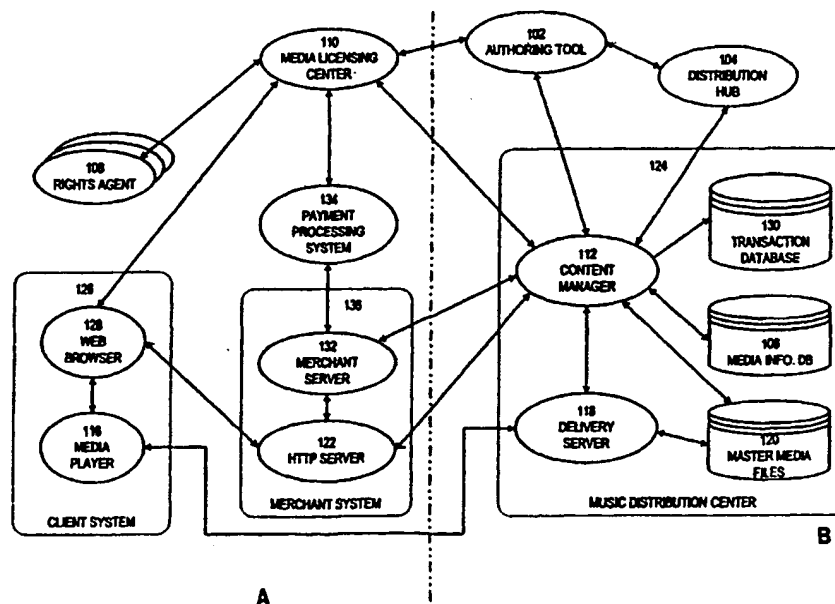 110
MEDIA LICENSING
CENTER
102
AUTHORING TOOL
104
DISTRIBUTION
HUB
108
RIGHTS AGENT
134
PAYMENT
PROCESSING
SYSTEM
124
130
TRANSACTION
DATABASE
112
CONTENT
MANAGER
126
128
WEB
BROWSER
136
132
MERCHANT
SERVER
106
MEDIA INFO. DB
116
MEDIA
PLAYER
122
HTTP SERVER
118
DELIVERY
SERVER
120
MASTER MEDIA
FILES
CLIENT SYSTEM
MERCHANT SYSTEM
MUSIC DISTRIBUTION CENTER
A
B